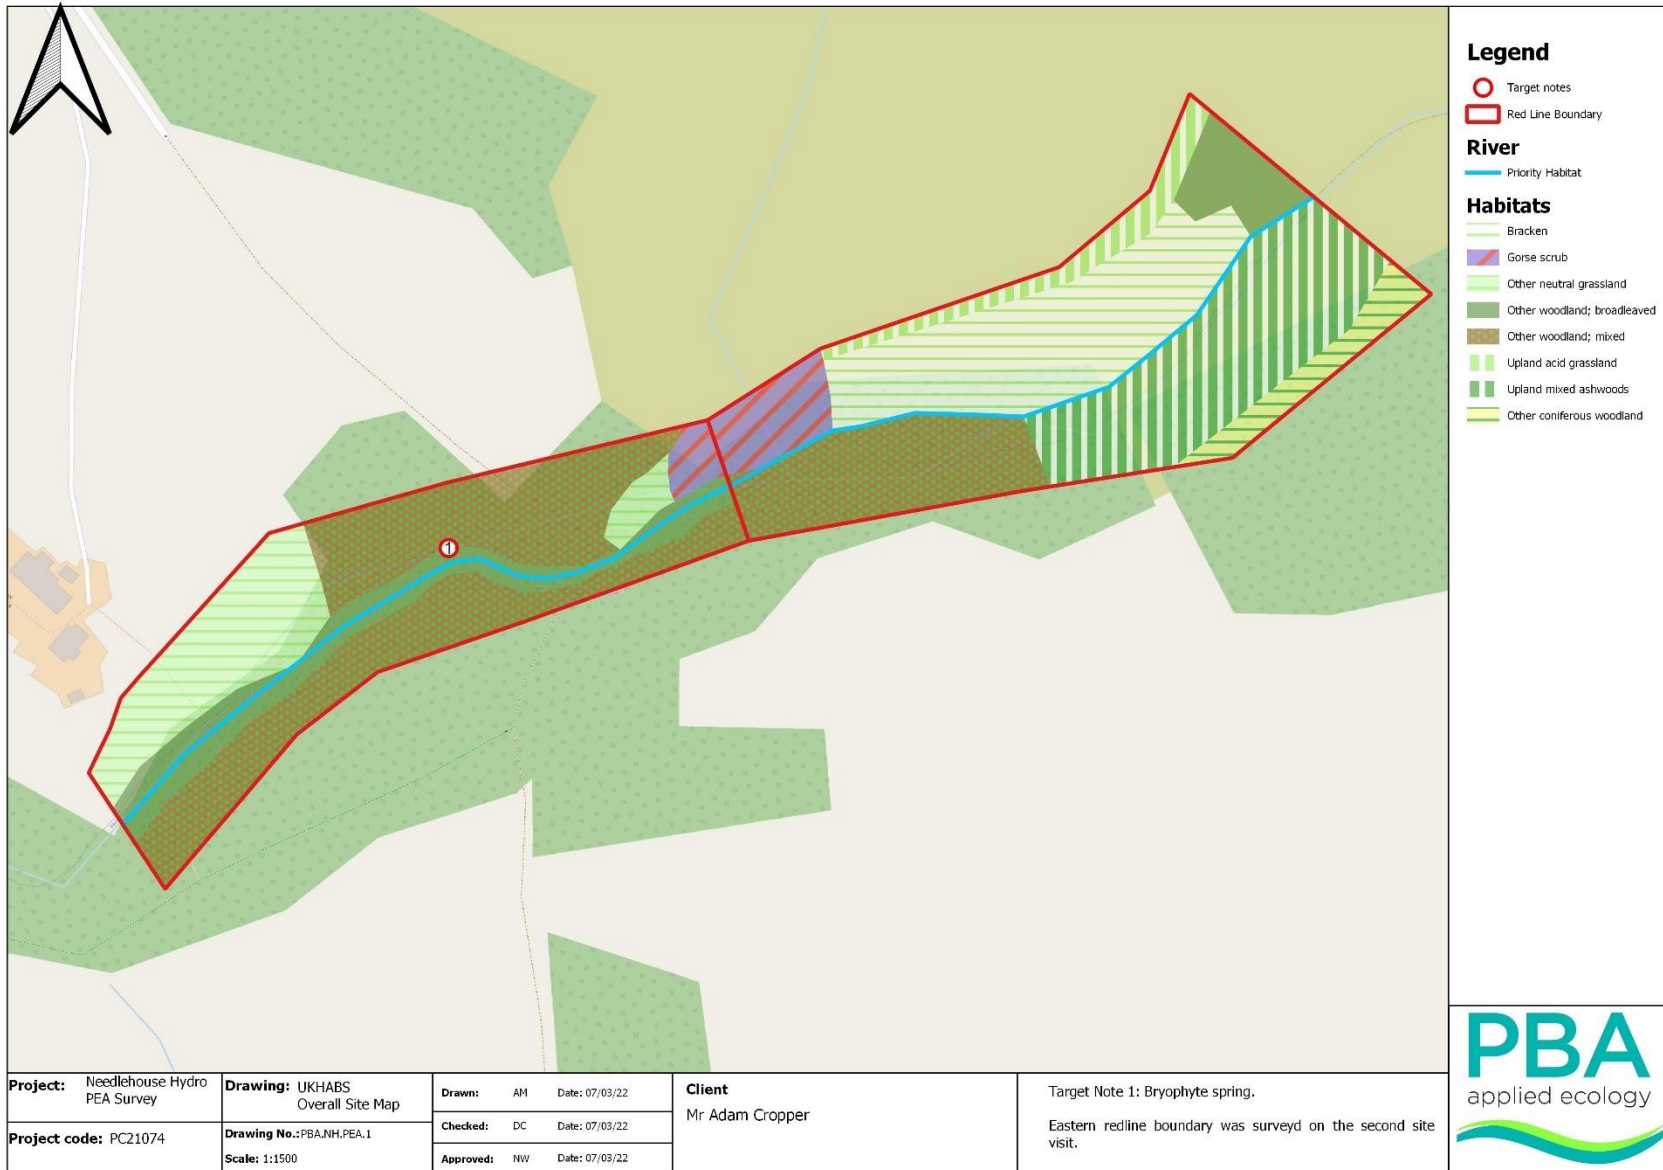 Legend
Target notes
Red Line Boundary
River
Priority Habitat
Habitats
Bracken
Gorse scrub
Other neutral grassland
Other woodland; broadleaved
Other woodland; mixed
Upland acid grassland
Upland mixed ashwoods
Other coniferous woodland
1
PBA
applied ecology
Project: Needlehouse Hydro
PEA Survey
Project code: PC21074
Drawing: UKHABS
Overall Site Map
Drawing No.: PBA.NH.PEA.1
Scale: 1:1500
Drawn: AM Date: 07/03/22
Checked: DC Date: 07/03/22
Approved: NW Date: 07/03/22
Client
Mr Adam Cropper
Target Note 1: Bryophyte spring.
Eastern redline boundary was surveyd on the second site
visit.